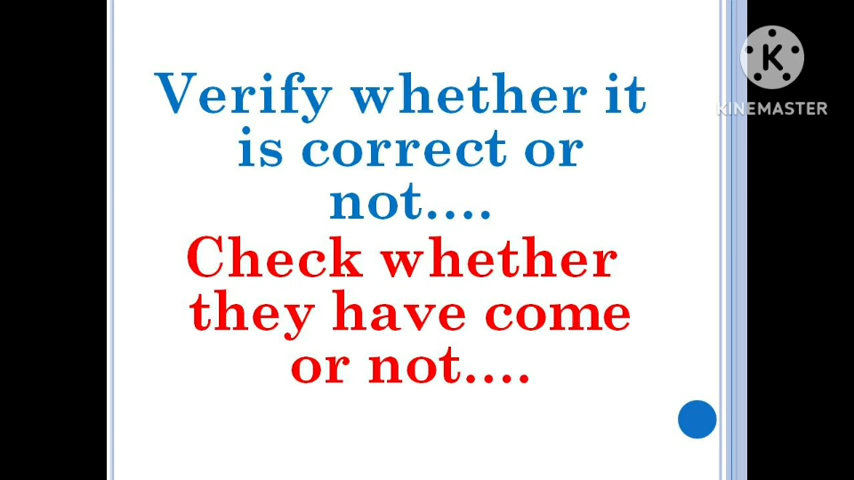 Verify whether it
is correct or
not....
Check whether
they have come
or not....
K
KINEMASTER